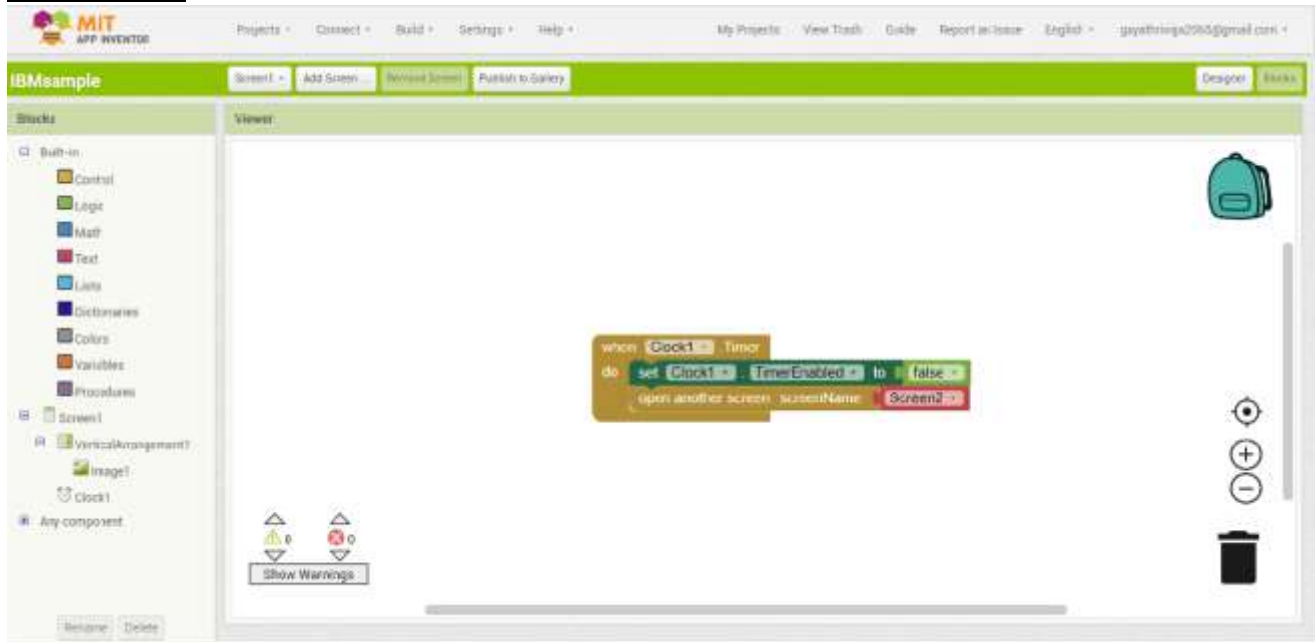 MIT
APP INVENTOR
Projects Connect Build Settings Help My Projects View Trash Guide Report an Issue English
IBMsample
Screen1 Add Screen ... Remove Screen Publish to Gallery Designer Blocks
Blocks Viewer
Built-in
Control
Logic
Math
Text
Lists
Dictionaries
Colors
Variables
Procedures
Screen1
VerticalArrangement1
Image1
Clock1
Any component
Rename Delete
when Clock1 . Timer
do set Clock1 . TimerEnabled to false
open another screen screenName Screen2
0 0
Show Warnings